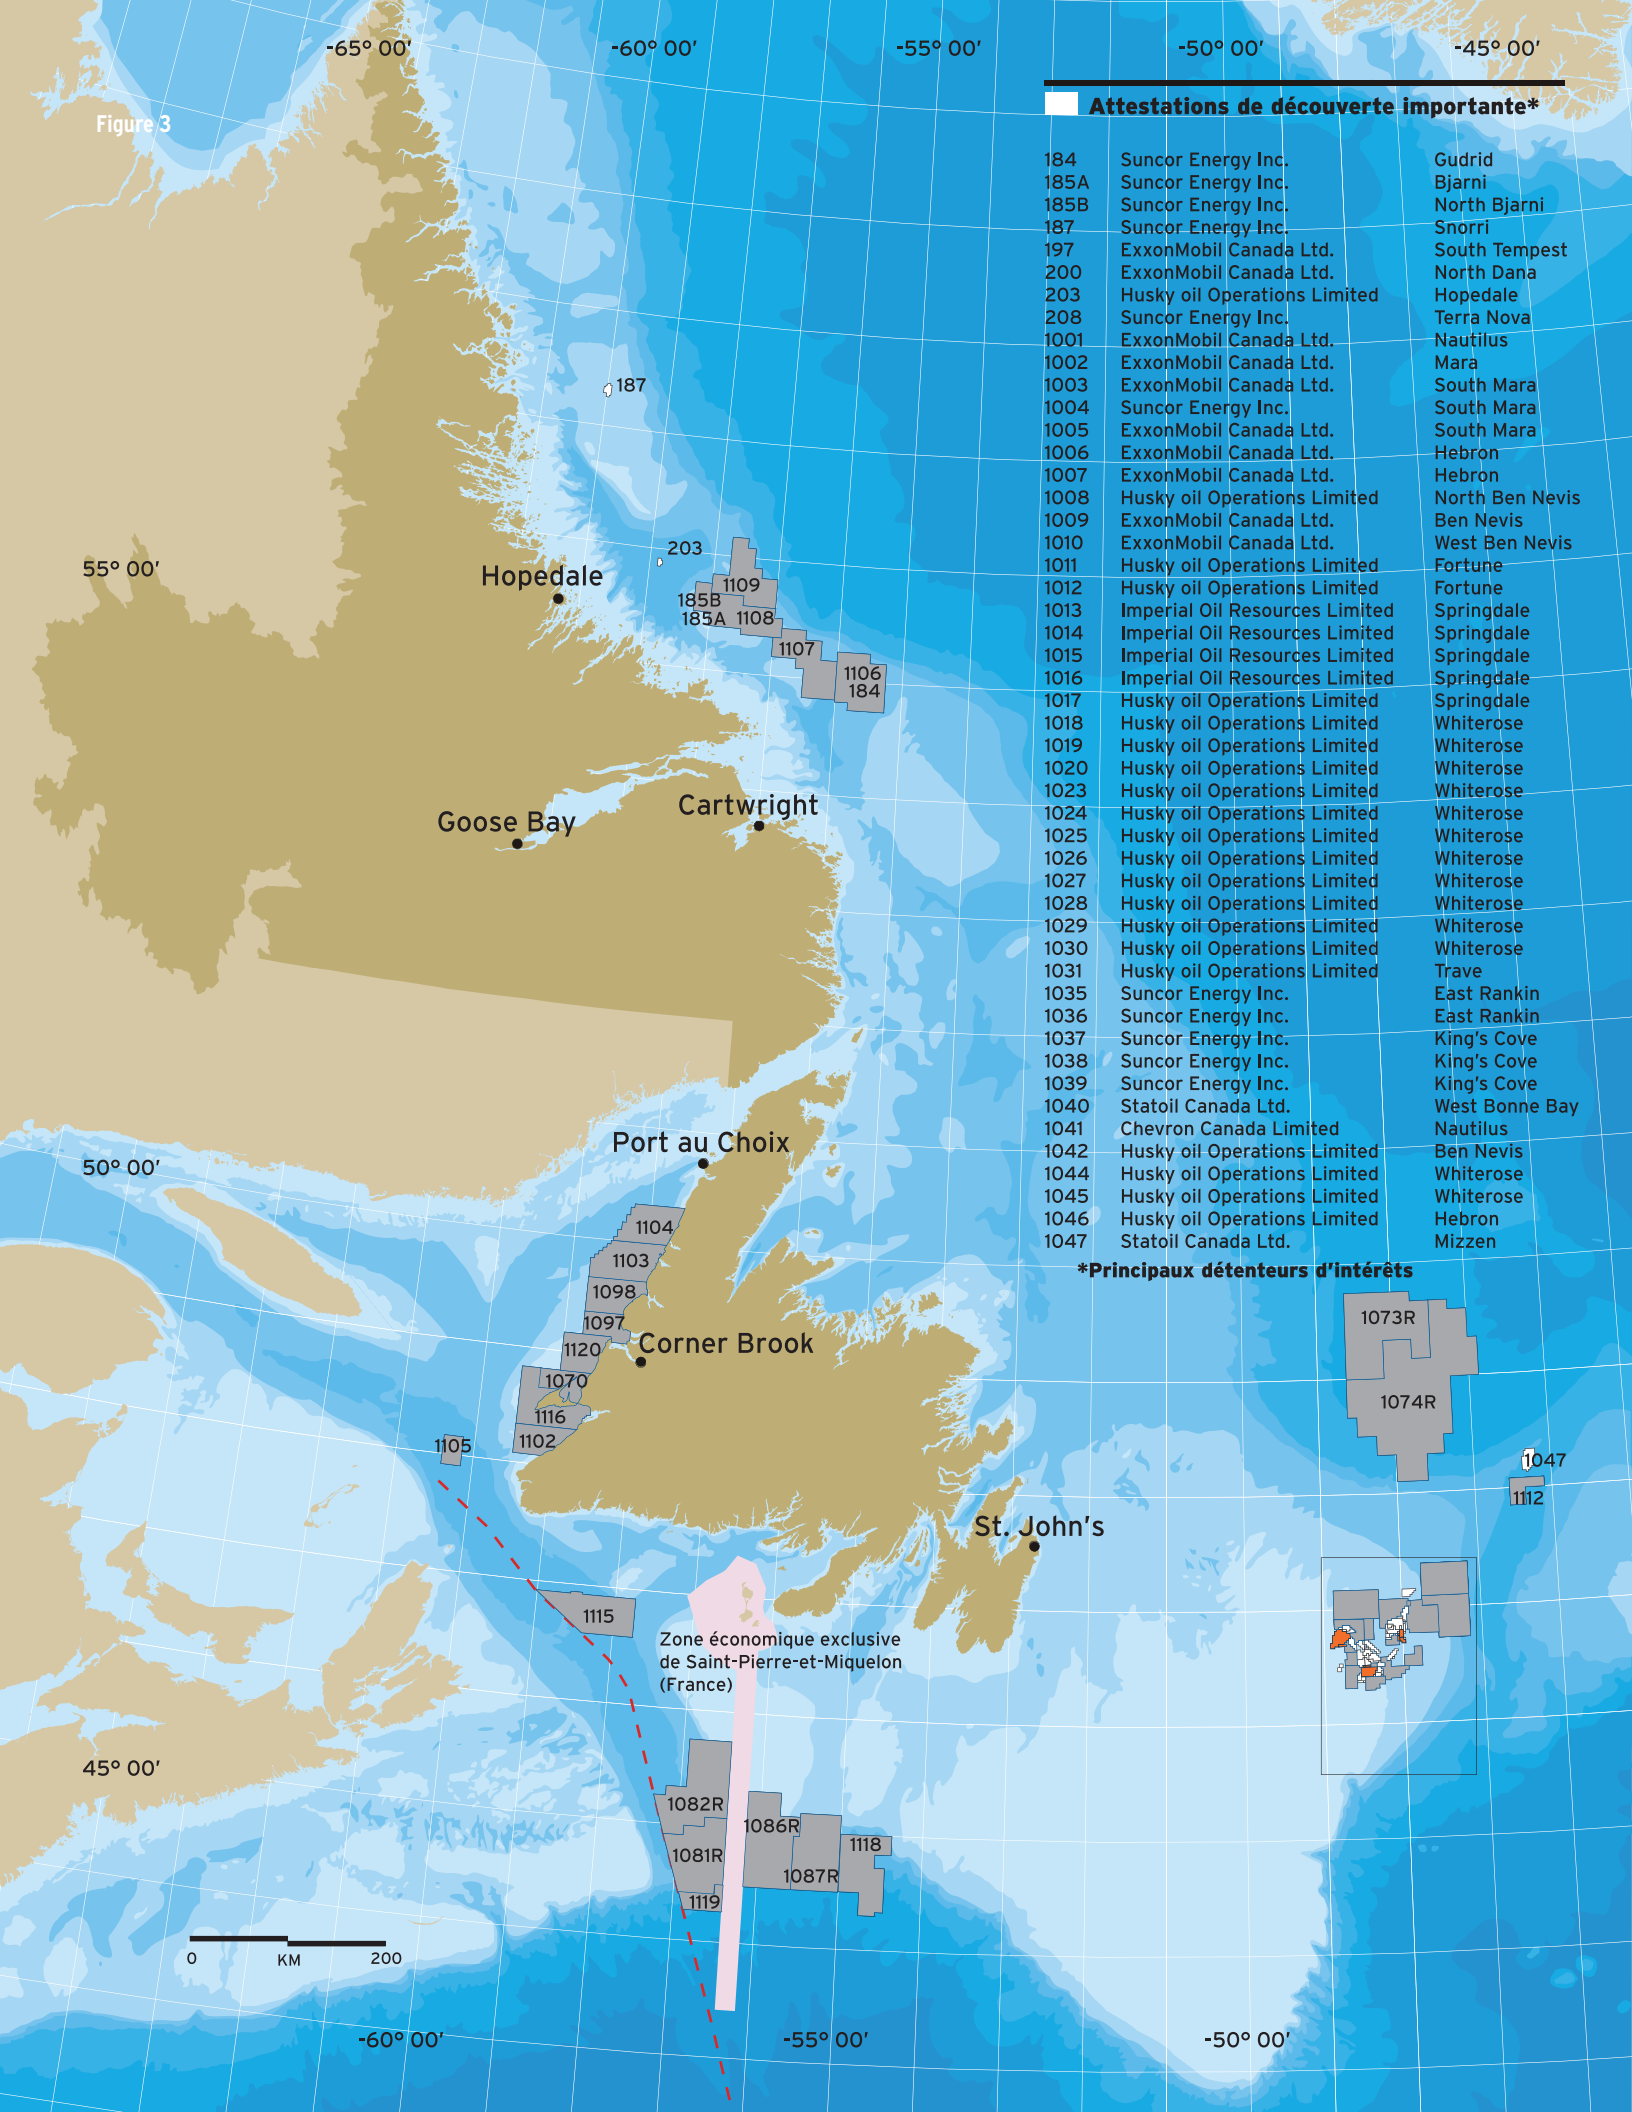 -65° 00'
-60° 00'
-55° 00'
-50° 00'
-45° 00'
Figure 3
Attestations de découverte importante*
184 Suncor Energy Inc. Gudrid
185A Suncor Energy Inc. Bjarni
185B Suncor Energy Inc. North Bjarni
187 Suncor Energy Inc. Snorri
197 ExxonMobil Canada Ltd. South Tempest
200 ExxonMobil Canada Ltd. North Dana
203 Husky oil Operations Limited Hopedale
208 Suncor Energy Inc. Terra Nova
1001 ExxonMobil Canada Ltd. Nautilus
1002 ExxonMobil Canada Ltd. Mara
1003 ExxonMobil Canada Ltd. South Mara
1004 Suncor Energy Inc. South Mara
1005 ExxonMobil Canada Ltd. South Mara
1006 ExxonMobil Canada Ltd. Hebron
1007 ExxonMobil Canada Ltd. Hebron
1008 Husky oil Operations Limited North Ben Nevis
1009 ExxonMobil Canada Ltd. Ben Nevis
1010 ExxonMobil Canada Ltd. West Ben Nevis
1011 Husky oil Operations Limited Fortune
1012 Husky oil Operations Limited Fortune
1013 Imperial Oil Resources Limited Springdale
1014 Imperial Oil Resources Limited Springdale
1015 Imperial Oil Resources Limited Springdale
1016 Imperial Oil Resources Limited Springdale
1017 Husky oil Operations Limited Springdale
1018 Husky oil Operations Limited Whiterose
1019 Husky oil Operations Limited Whiterose
1020 Husky oil Operations Limited Whiterose
1023 Husky oil Operations Limited Whiterose
1024 Husky oil Operations Limited Whiterose
1025 Husky oil Operations Limited Whiterose
1026 Husky oil Operations Limited Whiterose
1027 Husky oil Operations Limited Whiterose
1028 Husky oil Operations Limited Whiterose
1029 Husky oil Operations Limited Whiterose
1030 Husky oil Operations Limited Whiterose
1031 Husky oil Operations Limited Trave
1035 Suncor Energy Inc. East Rankin
1036 Suncor Energy Inc. East Rankin
1037 Suncor Energy Inc. King's Cove
1038 Suncor Energy Inc. King's Cove
1039 Suncor Energy Inc. King's Cove
1040 Statoil Canada Ltd. West Bonne Bay
1041 Chevron Canada Limited Nautilus
1042 Husky oil Operations Limited Ben Nevis
1044 Husky oil Operations Limited Whiterose
1045 Husky oil Operations Limited Whiterose
1046 Husky oil Operations Limited Hebron
1047 Statoil Canada Ltd. Mizzen
*Principaux détenteurs d'intérêts
187
203
55° 00'
Hopedale
1109
185B
185A 1108
1107
1106
184
Cartwright
Goose Bay
Port au Choix
50° 00'
1104
1103
1098
1097
Corner Brook
1120
1070
1116
1102
1105
1073R
1074R
1047
1112
St. John's
1115
Zone économique exclusive
de Saint-Pierre-et-Miquelon
(France)
45° 00'
1082R
1086R
1118
1081R
1087R
1119
0 KM 200
-60° 00'
-55° 00'
-50° 00'